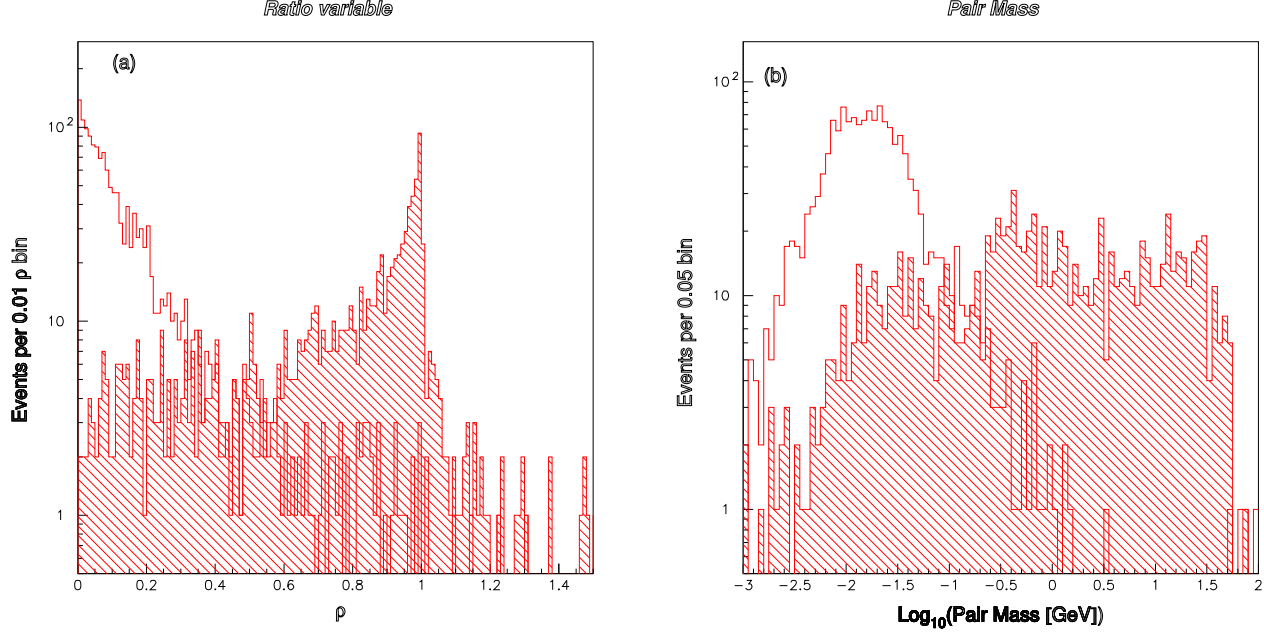 Ratio variable
(a)
10²
10
1
Events per 0.01 ρ bin
0 0.2 0.4 0.6 0.8 1 1.2 1.4
ρ
Pair Mass
(b)
10²
10
1
Events per 0.05 bin
−3 −2.5 −2 −1.5 −1 −0.5 0 0.5 1 1.5 2
Log₁₀(Pair Mass [GeV])